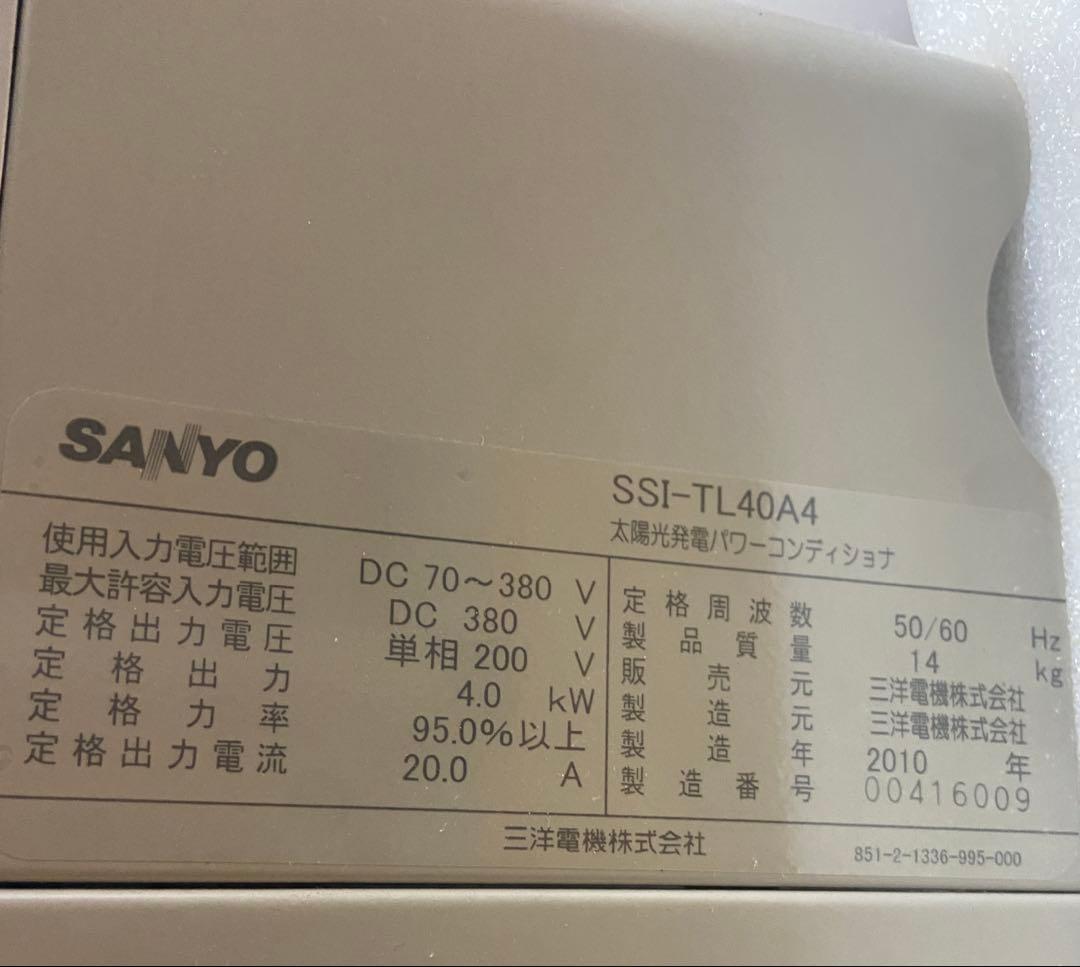 SANYO
SSI-TL40A4
太陽光発電パワーコンディショナ
使用入力電圧範囲 DC 70～380 V
最大許容入力電圧 DC 380 V
定格出力電圧 単相 200 V
定格出力 4.0 kW
定格力率 95.0%以上
定格出力電流 20.0 A
定格周波数 50/60 Hz
製品質量 14 kg
販売元 三洋電機株式会社
製造元 三洋電機株式会社
製造年 2010 年
製造番号 00416009
三洋電機株式会社
851-2-1336-995-000